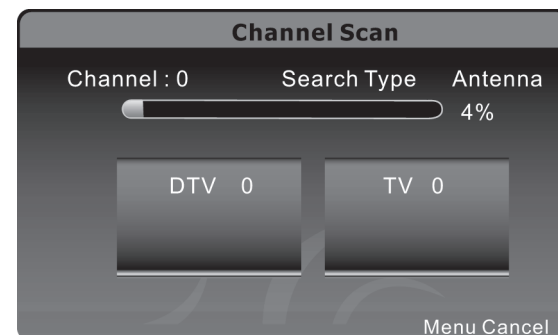 Channel Scan
Channel : 0 Search Type Antenna
4%
DTV 0 TV 0
Menu Cancel